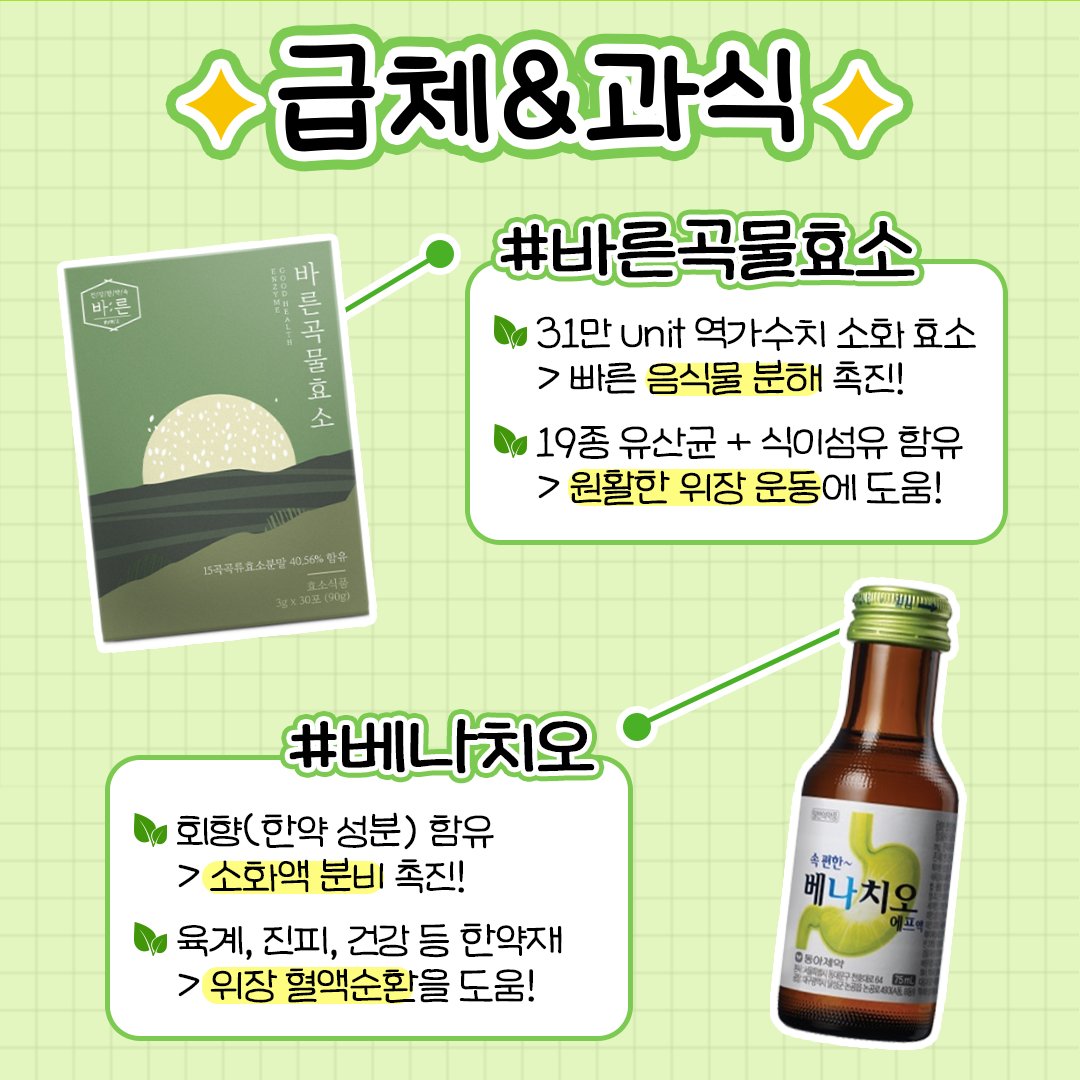 급체&과식
#바른곡물효소
31만 unit 역가수치 소화 효소
> 빠른 음식물 분해 촉진!
19종 유산균 + 식이섬유 함유
> 원활한 위장 운동에 도움!
바른
바른곡물효소
GOOD HEALTH
ENZYME
15곡곡류효소분말 40.56% 함유
효소식품
3g x 30포 (90g)
#베나치오
회향(한약 성분) 함유
> 소화액 분비 촉진!
육계, 진피, 건강 등 한약재
> 위장 혈액순환을 도움!
일반의약품
속 편한~
베나치오
에프액
동아제약
75mL